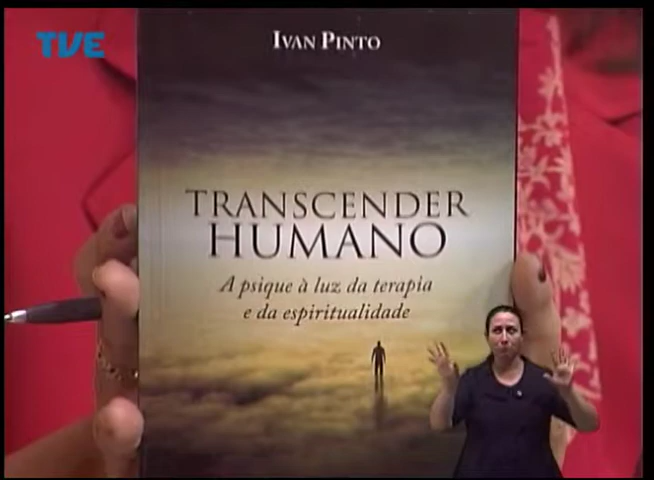 TVE
IVAN PINTO
TRANSCENDER
HUMANO
A psique à luz da terapia
e da espiritualidade